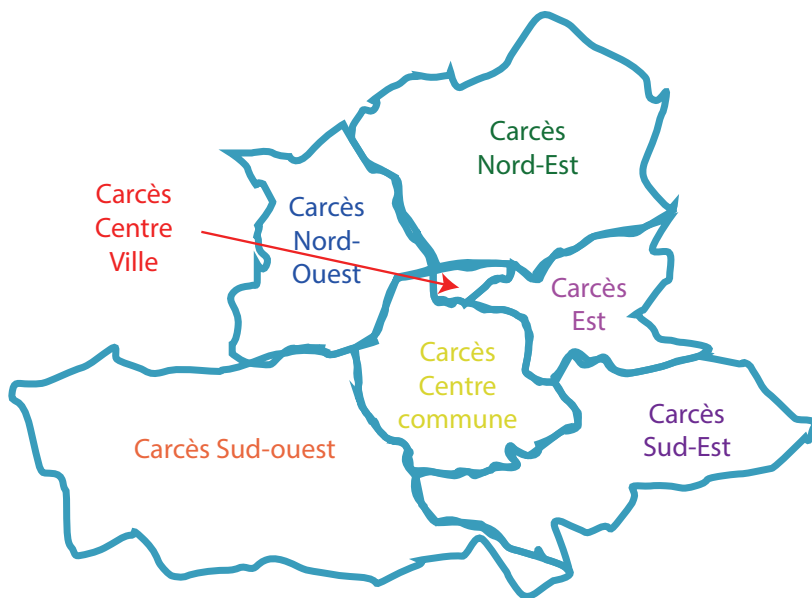 Carcès
Nord-Est
Carcès
Centre
Ville
Carcès
Nord-
Ouest
Carcès
Est
Carcès
Centre
commune
Carcès
Sud-Est
Carcès Sud-ouest